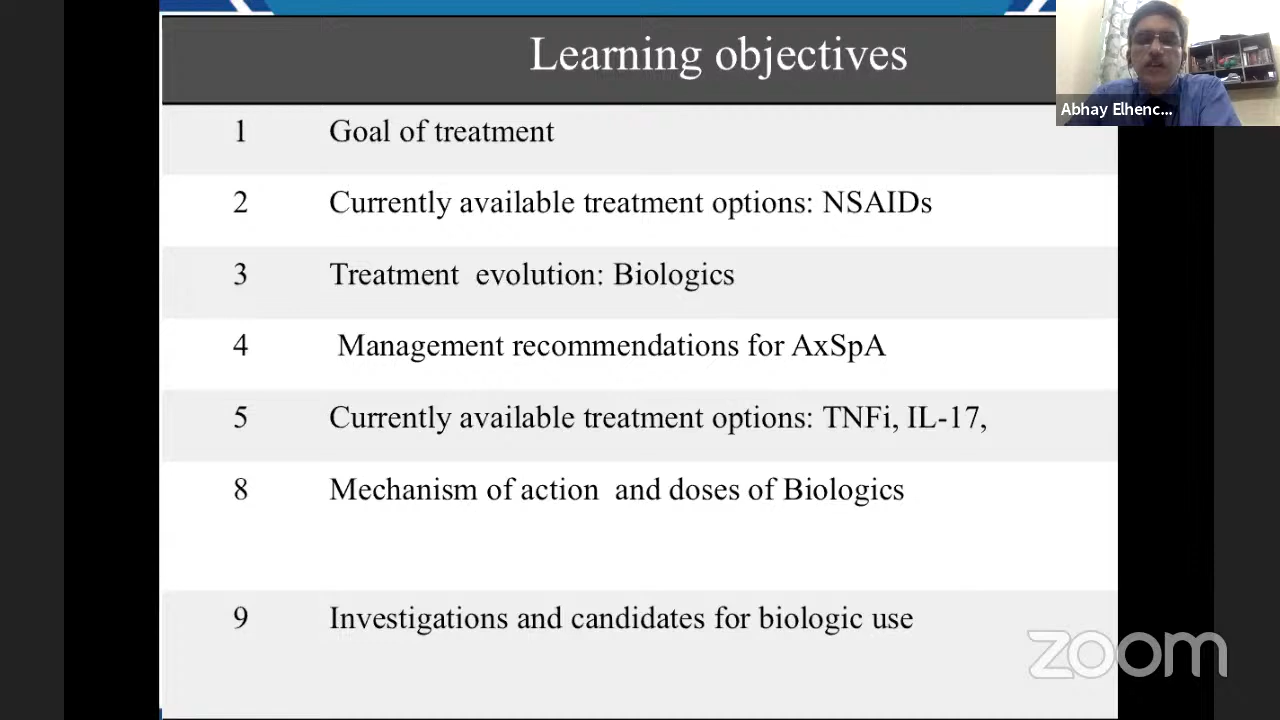 Learning objectives
Abhay Elhenc...
1 Goal of treatment
2 Currently available treatment options: NSAIDs
3 Treatment evolution: Biologics
4 Management recommendations for AxSpA
5 Currently available treatment options: TNFi, IL-17,
8 Mechanism of action and doses of Biologics
9 Investigations and candidates for biologic use
zoom